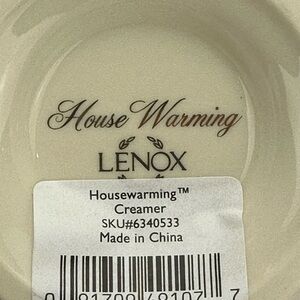 House Warming
LENOX
Housewarming™
Creamer
SKU#6340533
Made in China